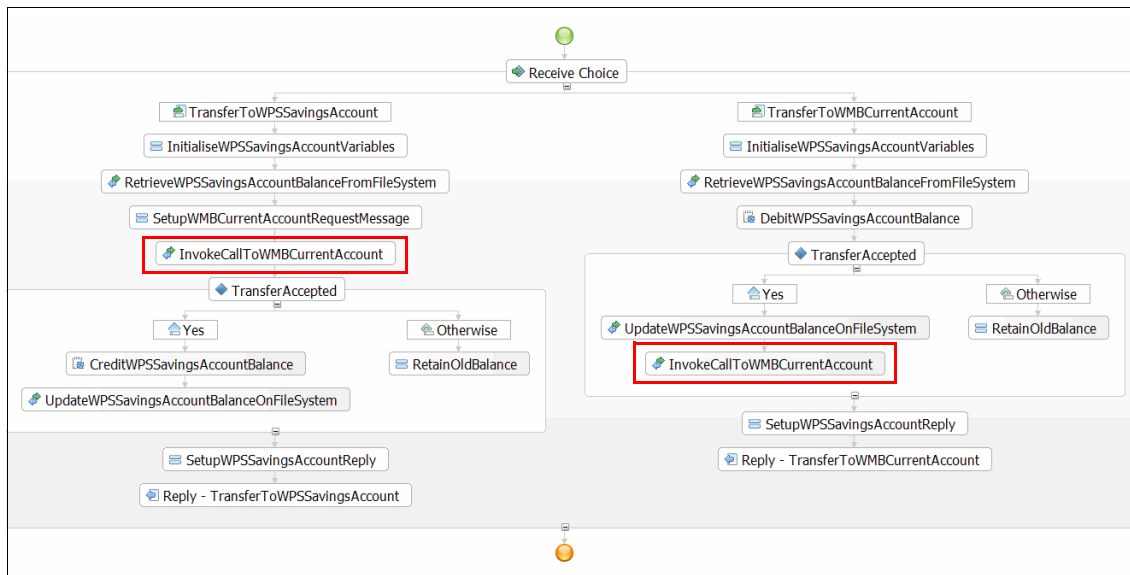 Receive Choice
TransferToWPSSavingsAccount
InitialiseWPSSavingsAccountVariables
RetrieveWPSSavingsAccountBalanceFromFileSystem
SetupWMBCurrentAccountRequestMessage
InvokeCallToWMBCurrentAccount
TransferAccepted
Yes
Otherwise
CreditWPSSavingsAccountBalance
RetainOldBalance
UpdateWPSSavingsAccountBalanceOnFileSystem
SetupWPSSavingsAccountReply
Reply - TransferToWPSSavingsAccount
TransferToWMBCurrentAccount
InitialiseWPSSavingsAccountVariables
RetrieveWPSSavingsAccountBalanceFromFileSystem
DebitWPSSavingsAccountBalance
TransferAccepted
Yes
Otherwise
UpdateWPSSavingsAccountBalanceOnFileSystem
RetainOldBalance
InvokeCallToWMBCurrentAccount
SetupWPSSavingsAccountReply
Reply - TransferToWMBCurrentAccount